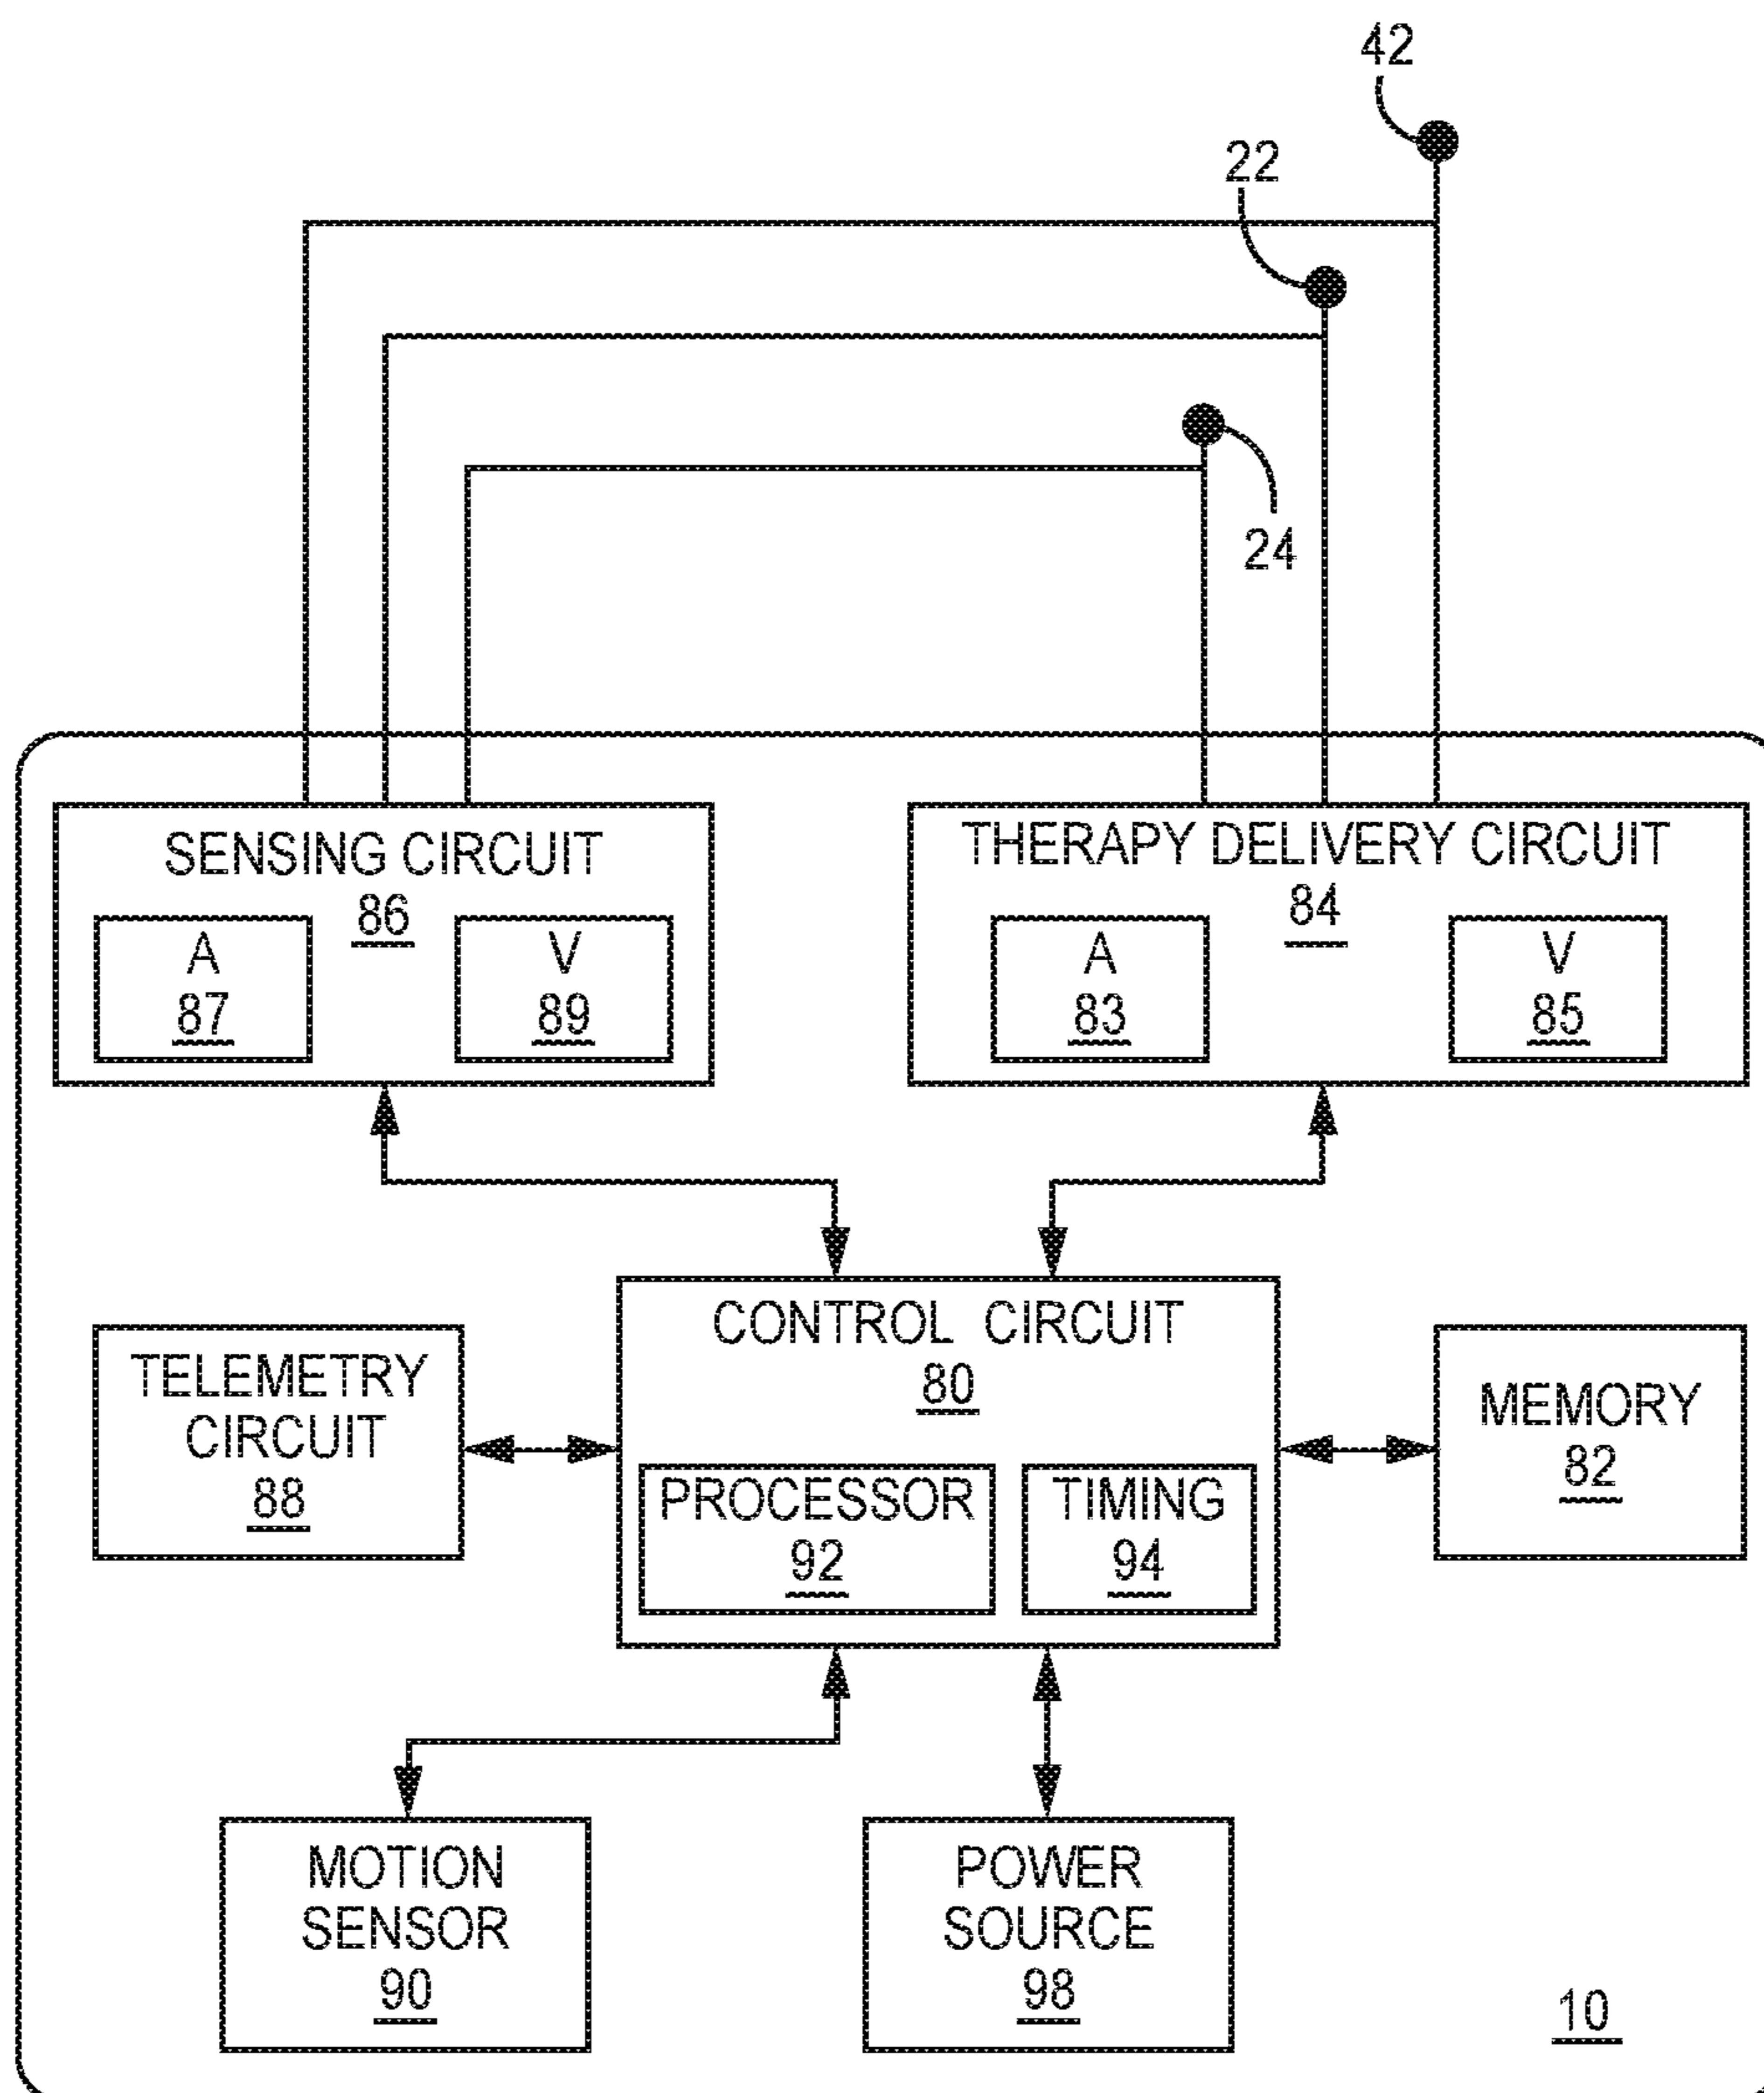 42
22
24
SENSING CIRCUIT
86
A
87
V
89
THERAPY DELIVERY CIRCUIT
84
A
83
V
85
CONTROL CIRCUIT
80
PROCESSOR
92
TIMING
94
TELEMETRY
CIRCUIT
88
MEMORY
82
MOTION
SENSOR
90
POWER
SOURCE
98
10